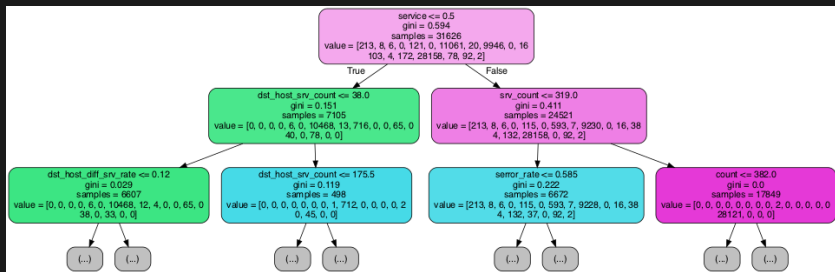 service <= 0.5
gini = 0.594
samples = 31626
value = [213, 8, 6, 0, 121, 0, 11061, 20, 9946, 0, 16
103, 4, 172, 28158, 78, 92, 2]
True
False
dst_host_srv_count <= 38.0
gini = 0.151
samples = 7105
value = [0, 0, 0, 0, 6, 0, 10468, 13, 716, 0, 0, 65, 0
40, 0, 78, 0, 0]
srv_count <= 319.0
gini = 0.411
samples = 24521
value = [213, 8, 6, 0, 115, 0, 593, 7, 9230, 0, 16, 38
4, 132, 28158, 0, 92, 2]
dst_host_diff_srv_rate <= 0.12
gini = 0.029
samples = 6607
value = [0, 0, 0, 0, 6, 0, 10468, 12, 4, 0, 0, 65, 0
38, 0, 33, 0, 0]
dst_host_srv_count <= 175.5
gini = 0.119
samples = 498
value = [0, 0, 0, 0, 0, 0, 0, 1, 712, 0, 0, 0, 0, 2
0, 45, 0, 0]
serror_rate <= 0.585
gini = 0.222
samples = 6672
value = [213, 8, 6, 0, 115, 0, 593, 7, 9228, 0, 16, 38
4, 132, 37, 0, 92, 2]
count <= 382.0
gini = 0.0
samples = 17849
value = [0, 0, 0, 0, 0, 0, 0, 0, 2, 0, 0, 0, 0, 0
28121, 0, 0, 0]
(...)
(...)
(...)
(...)
(...)
(...)
(...)
(...)